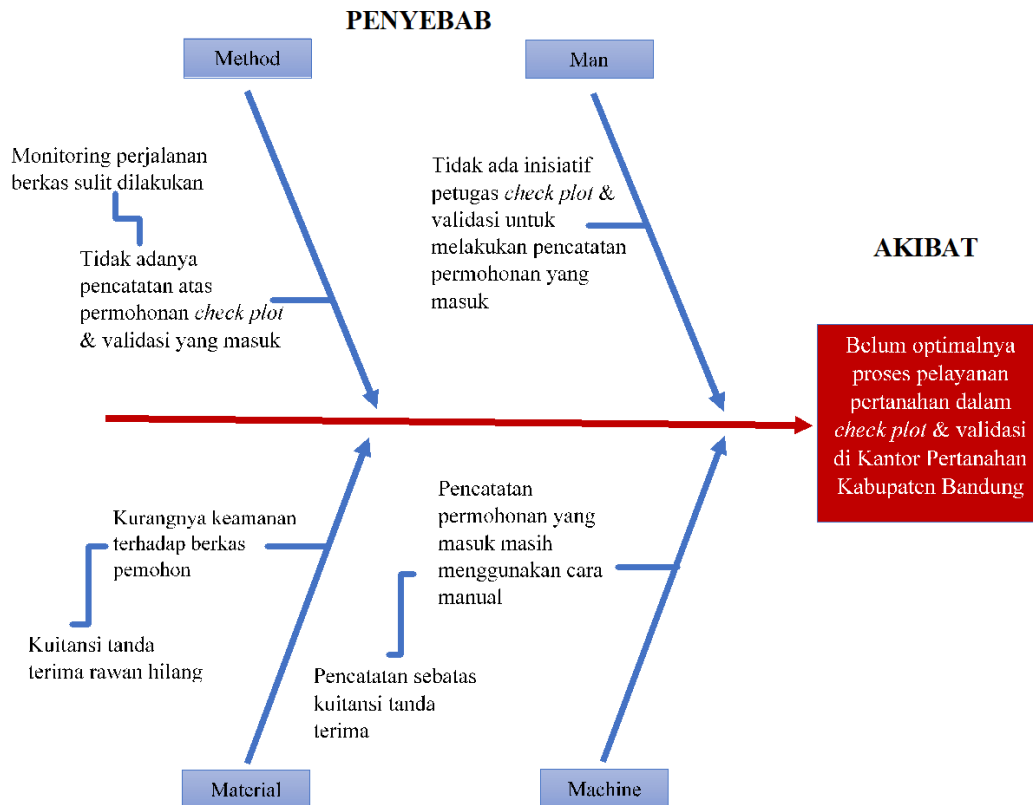 PENYEBAB
Method
Man
Monitoring perjalanan
berkas sulit dilakukan
Tidak adanya
pencatatan atas
permohonan check plot
& validasi yang masuk
Tidak ada inisiatif
petugas check plot &
validasi untuk
melakukan pencatatan
permohonan yang
masuk
AKIBAT
Belum optimalnya
proses pelayanan
pertanahan dalam
check plot & validasi
di Kantor Pertanahan
Kabupaten Bandung
Kurangnya keamanan
terhadap berkas
pemohon
Kuitansi tanda
terima rawan hilang
Pencatatan
permohonan yang
masuk masih
menggunakan cara
manual
Pencatatan sebatas
kuitansi tanda
terima
Material
Machine